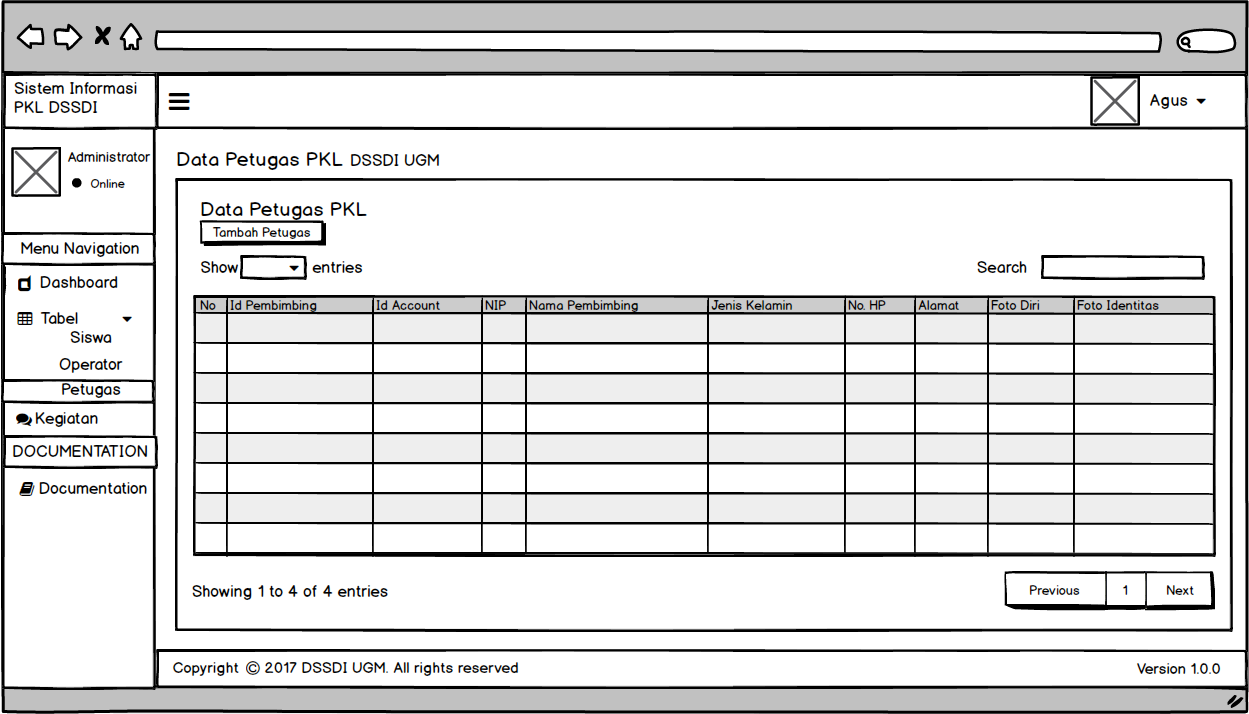 Sistem Informasi
PKL DSSDI
Agus
Administrator
Online
Menu Navigation
Dashboard
Tabel
Siswa
Operator
Petugas
Kegiatan
DOCUMENTATION
Documentation
Data Petugas PKL DSSDI UGM
Data Petugas PKL
Tambah Petugas
Show entries
Search
No Id Pembimbing Id Account NIP Nama Pembimbing Jenis Kelamin No. HP Alamat Foto Diri Foto Identitas
Showing 1 to 4 of 4 entries
Previous 1 Next
Copyright © 2017 DSSDI UGM. All rights reserved
Version 1.0.0